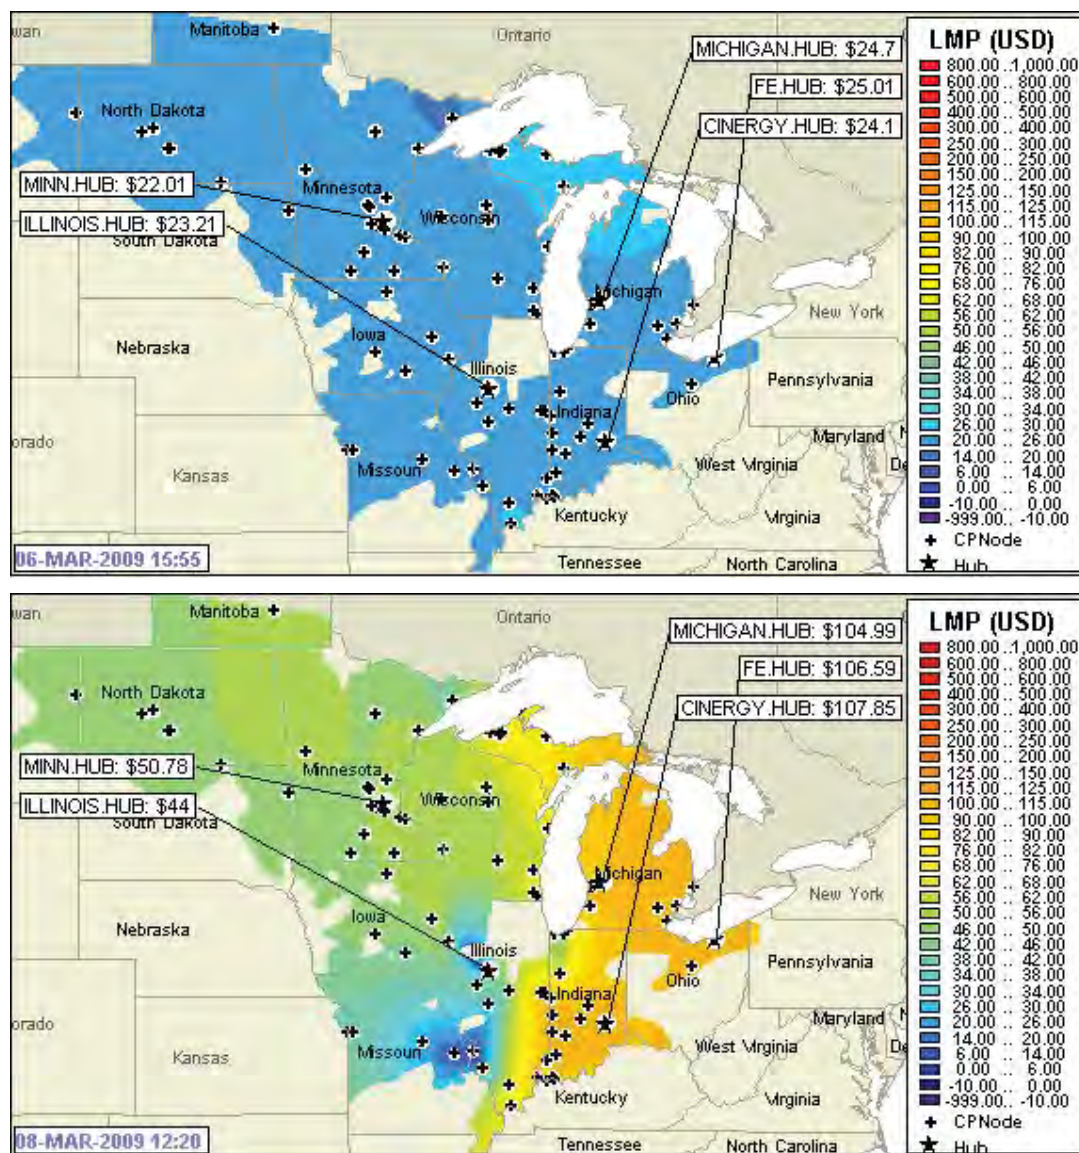 wan
Manitoba
Ontario
MICHIGAN.HUB: $24.7
FE.HUB: $25.01
CINERGY.HUB: $24.1
North Dakota
MINN.HUB: $22.01
Minnesota
Wisconsin
ILLINOIS.HUB: $23.21
South Dakota
Michigan
New York
Iowa
Nebraska
Illinois
Pennsylvania
Ohio
Indiana
orado
Maryland
Kansas
Missouri
West Virginia
De
Kentucky
Virginia
Tennessee
North Carolina
06-MAR-2009 15:55
LMP (USD)
800.00 ..1,000.00
600.00 .. 800.00
500.00 .. 600.00
400.00 .. 500.00
300.00 .. 400.00
250.00 .. 300.00
200.00 .. 250.00
150.00 .. 200.00
125.00 .. 150.00
115.00 .. 125.00
100.00 .. 115.00
90.00 .. 100.00
82.00 .. 90.00
76.00 .. 82.00
68.00 .. 76.00
62.00 .. 68.00
56.00 .. 62.00
50.00 .. 56.00
46.00 .. 50.00
42.00 .. 46.00
38.00 .. 42.00
34.00 .. 38.00
30.00 .. 34.00
26.00 .. 30.00
20.00 .. 26.00
14.00 .. 20.00
6.00 .. 14.00
0.00 .. 6.00
-10.00 .. 0.00
-999.00.. -10.00
CPNode
Hub
wan
Manitoba
Ontario
MICHIGAN.HUB: $104.99
FE.HUB: $106.59
CINERGY.HUB: $107.85
North Dakota
MINN.HUB: $50.78
Minnesota
Wisconsin
ILLINOIS.HUB: $44
South Dakota
Michigan
New York
Iowa
Nebraska
Illinois
Pennsylvania
Ohio
Indiana
orado
Maryland
Kansas
Missouri
West Virginia
De
Kentucky
Virginia
Tennessee
North Carolina
08-MAR-2009 12:20
LMP (USD)
800.00 ..1,000.00
600.00 .. 800.00
500.00 .. 600.00
400.00 .. 500.00
300.00 .. 400.00
250.00 .. 300.00
200.00 .. 250.00
150.00 .. 200.00
125.00 .. 150.00
115.00 .. 125.00
100.00 .. 115.00
90.00 .. 100.00
82.00 .. 90.00
76.00 .. 82.00
68.00 .. 76.00
62.00 .. 68.00
56.00 .. 62.00
50.00 .. 56.00
46.00 .. 50.00
42.00 .. 46.00
38.00 .. 42.00
34.00 .. 38.00
30.00 .. 34.00
26.00 .. 30.00
20.00 .. 26.00
14.00 .. 20.00
6.00 .. 14.00
0.00 .. 6.00
-10.00 .. 0.00
-999.00.. -10.00
CPNode
Hub